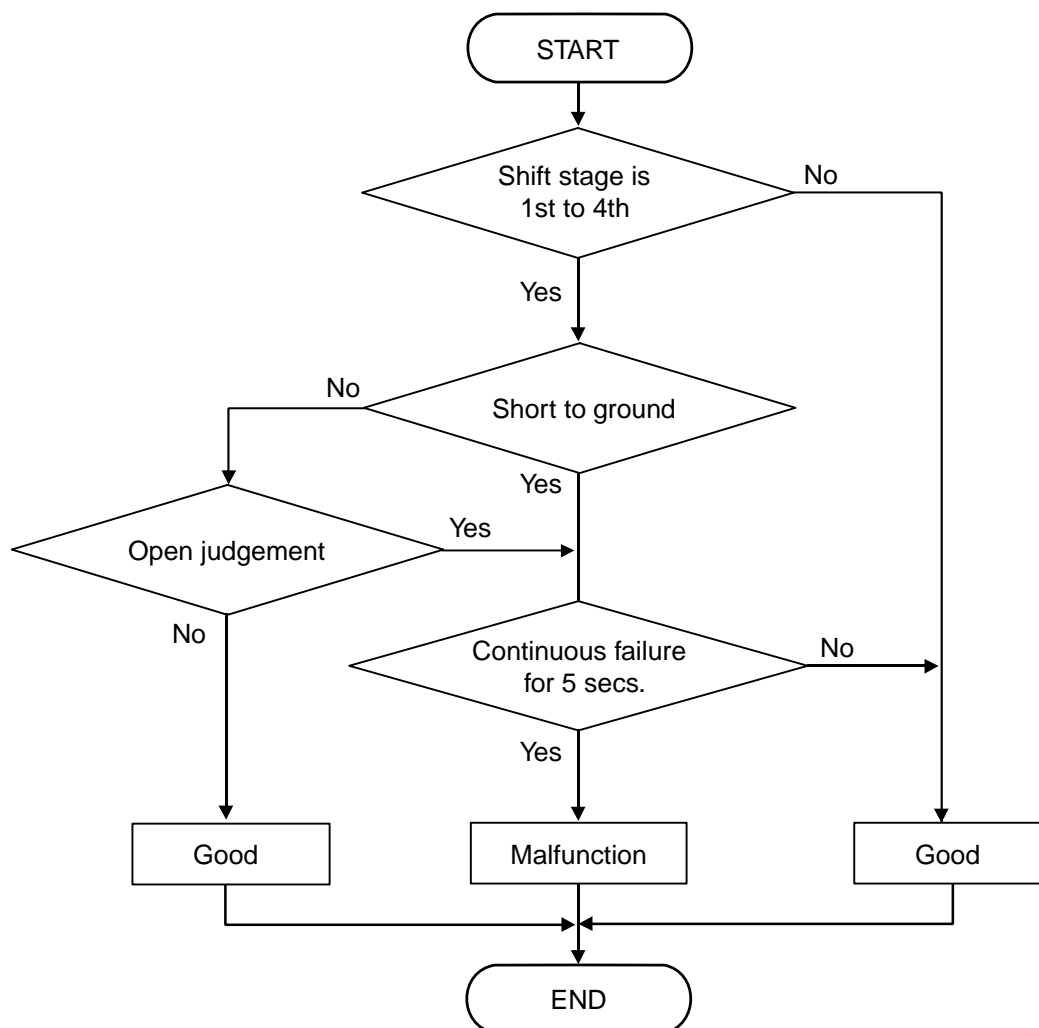 START
Shift stage is
1st to 4th
No
Yes
No
Short to ground
Yes
Open judgement
Yes
No
Continuous failure
for 5 secs.
No
Yes
Good
Malfunction
Good
END